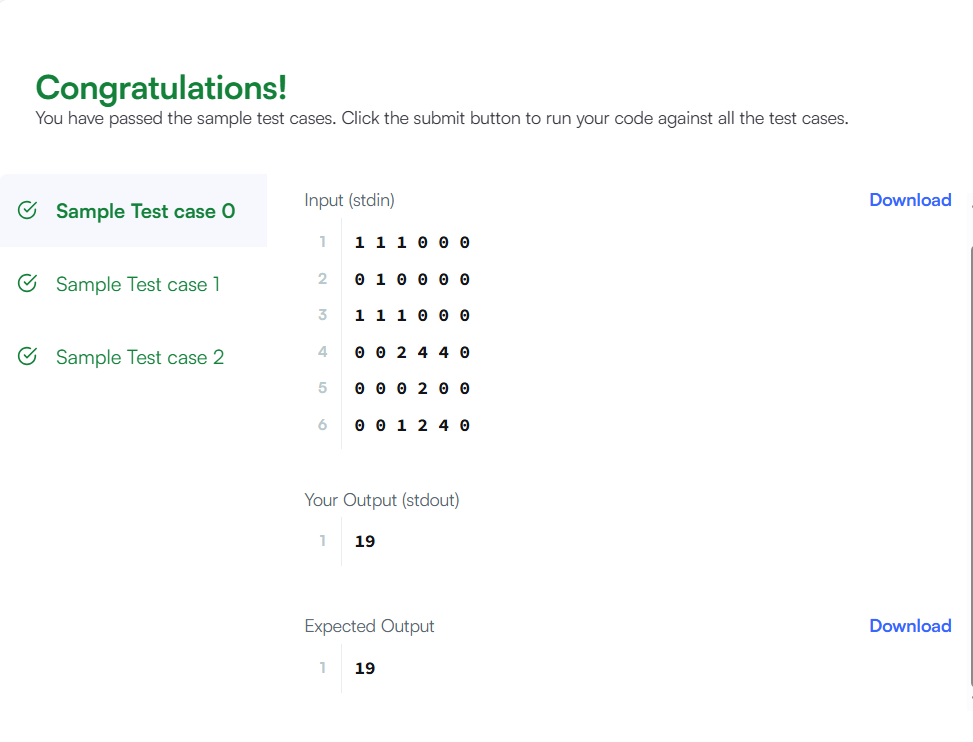 Congratulations!
You have passed the sample test cases. Click the submit button to run your code against all the test cases.
Sample Test case 0
Sample Test case 1
Sample Test case 2
Input (stdin)
Download
1 1 1 1 0 0 0
2 0 1 0 0 0 0
3 1 1 1 0 0 0
4 0 0 2 4 4 0
5 0 0 0 2 0 0
6 0 0 1 2 4 0
Your Output (stdout)
1 19
Expected Output
Download
1 19